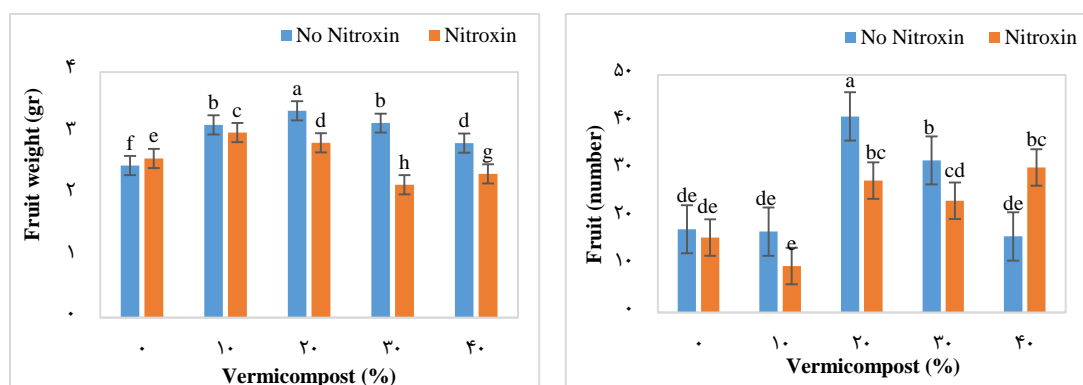 No Nitroxin Nitroxin
Fruit weight (gr)
۴
۳
۲
۱
۰
f e b c a d b h d g
۰ ۱۰ ۲۰ ۳۰ ۴۰
Vermicompost (%)
No Nitroxin Nitroxin
Fruit (number)
۵۰
۴۰
۳۰
۲۰
۱۰
۰
de de de e a bc b cd de bc
۰ ۱۰ ۲۰ ۳۰ ۴۰
Vermicompost (%)